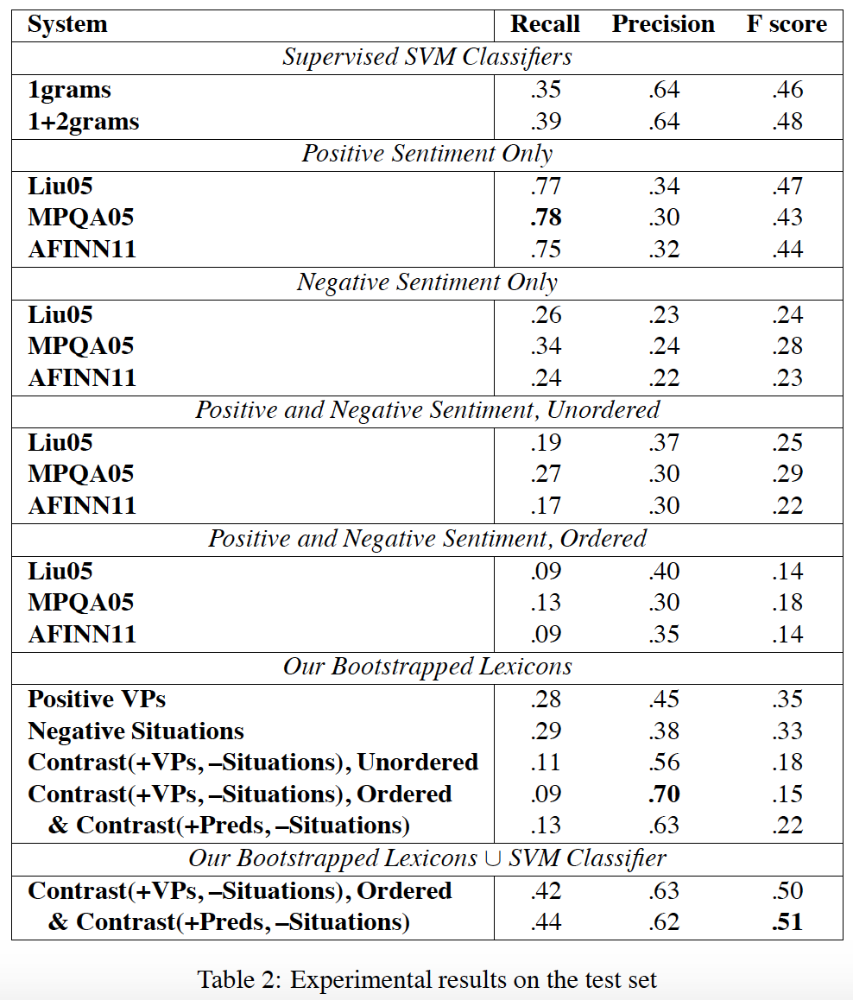 System Recall Precision F score
Supervised SVM Classifiers
1grams .35 .64 .46
1+2grams .39 .64 .48
Positive Sentiment Only
Liu05 .77 .34 .47
MPQA05 .78 .30 .43
AFINN11 .75 .32 .44
Negative Sentiment Only
Liu05 .26 .23 .24
MPQA05 .34 .24 .28
AFINN11 .24 .22 .23
Positive and Negative Sentiment, Unordered
Liu05 .19 .37 .25
MPQA05 .27 .30 .29
AFINN11 .17 .30 .22
Positive and Negative Sentiment, Ordered
Liu05 .09 .40 .14
MPQA05 .13 .30 .18
AFINN11 .09 .35 .14
Our Bootstrapped Lexicons
Positive VPs .28 .45 .35
Negative Situations .29 .38 .33
Contrast(+VPs, –Situations), Unordered .11 .56 .18
Contrast(+VPs, –Situations), Ordered .09 .70 .15
& Contrast(+Preds, –Situations) .13 .63 .22
Our Bootstrapped Lexicons ∪ SVM Classifier
Contrast(+VPs, –Situations), Ordered .42 .63 .50
& Contrast(+Preds, –Situations) .44 .62 .51
Table 2: Experimental results on the test set